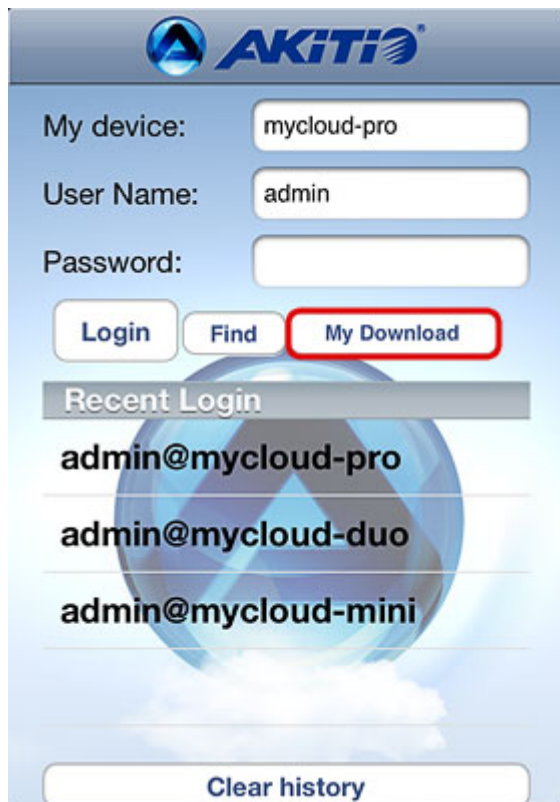 AKiTiO®
My device: mycloud-pro
User Name: admin
Password:
Login Find My Download
Recent Login
admin@mycloud-pro
admin@mycloud-duo
admin@mycloud-mini
Clear history